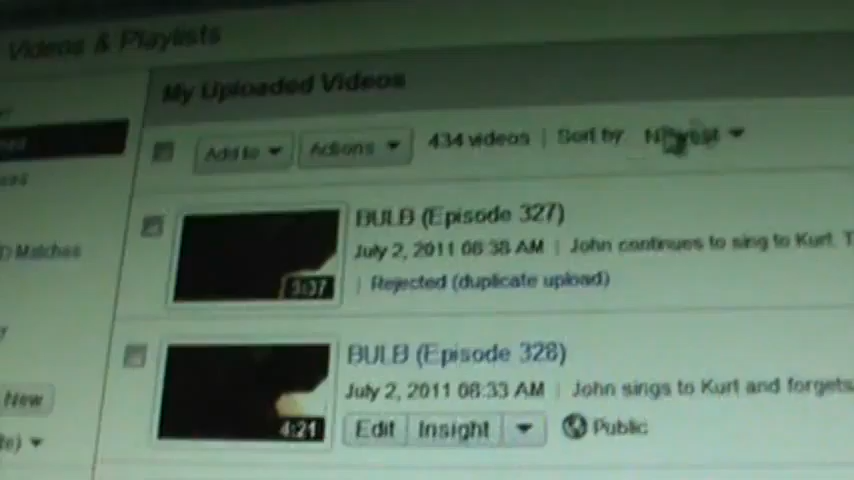 Videos & Playlists
My Uploaded Videos
Add to
Actions
434 videos | Sort by: Newest
BULB (Episode 327)
July 2, 2011 08:38 AM | John continues to sing to Kurt. T
| Rejected (duplicate upload)
Matches
BULB (Episode 328)
July 2, 2011 08:33 AM | John sings to Kurt and forgets
4:21
New
Edit
Insight
Public